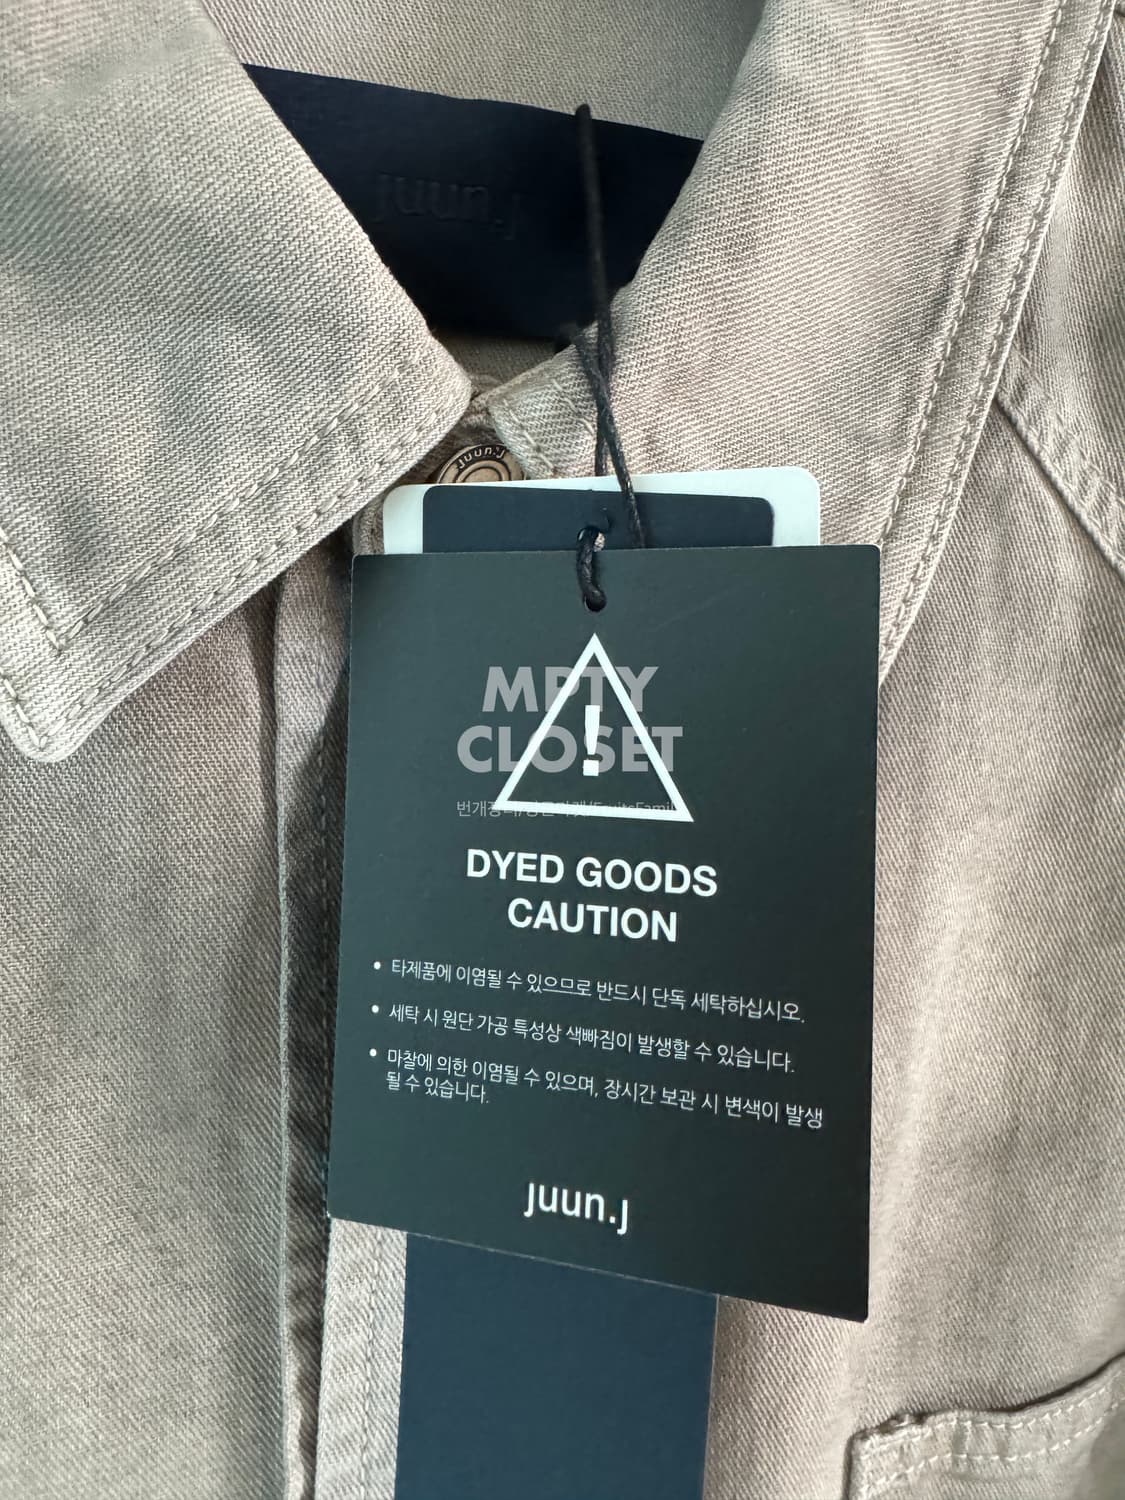 juun.j
juun.J
MPTY
CLOSET
!
DYED GOODS
CAUTION
• 타제품에 이염될 수 있으므로 반드시 단독 세탁하십시오.
• 세탁 시 원단 가공 특성상 색빠짐이 발생할 수 있습니다.
• 마찰에 의한 이염될 수 있으며, 장시간 보관 시 변색이 발생
될 수 있습니다.
juun.j